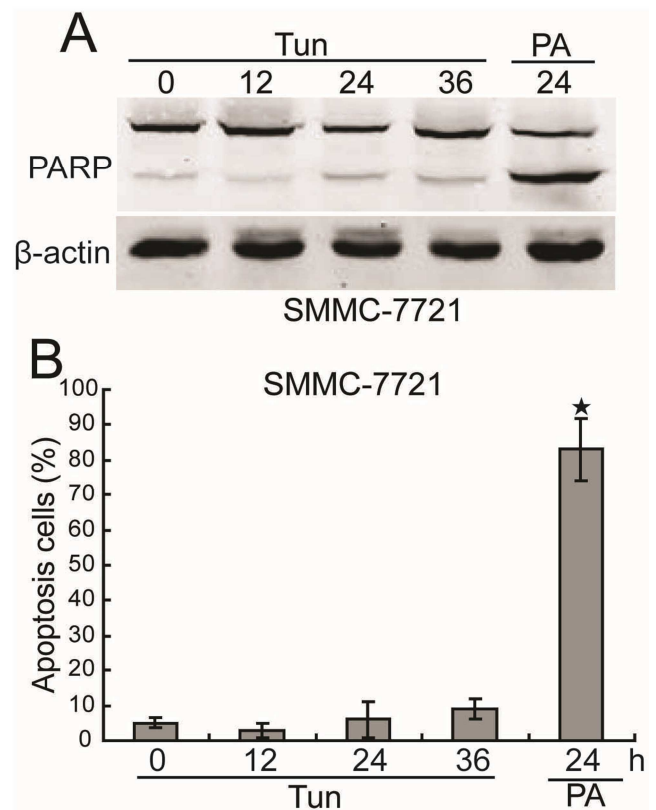 A
Tun PA
0 12 24 36 24
PARP
β-actin
SMMC-7721
B
SMMC-7721
Apoptosis cells (%)
100
90
80
70
60
50
40
30
20
10
0
0 12 24 36 24 h
Tun PA